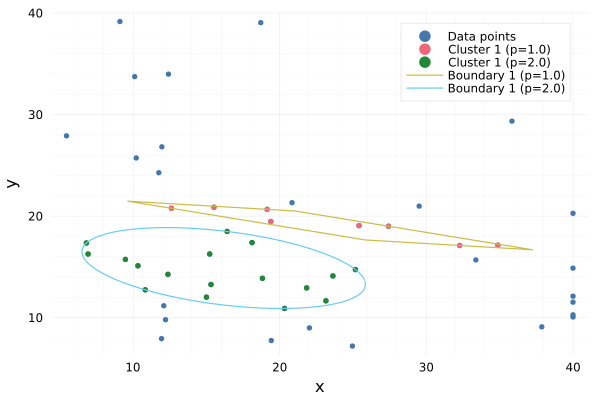 40
30
20
10
y
10
20
30
40
x
Data points
Cluster 1 (p=1.0)
Cluster 1 (p=2.0)
Boundary 1 (p=1.0)
Boundary 1 (p=2.0)